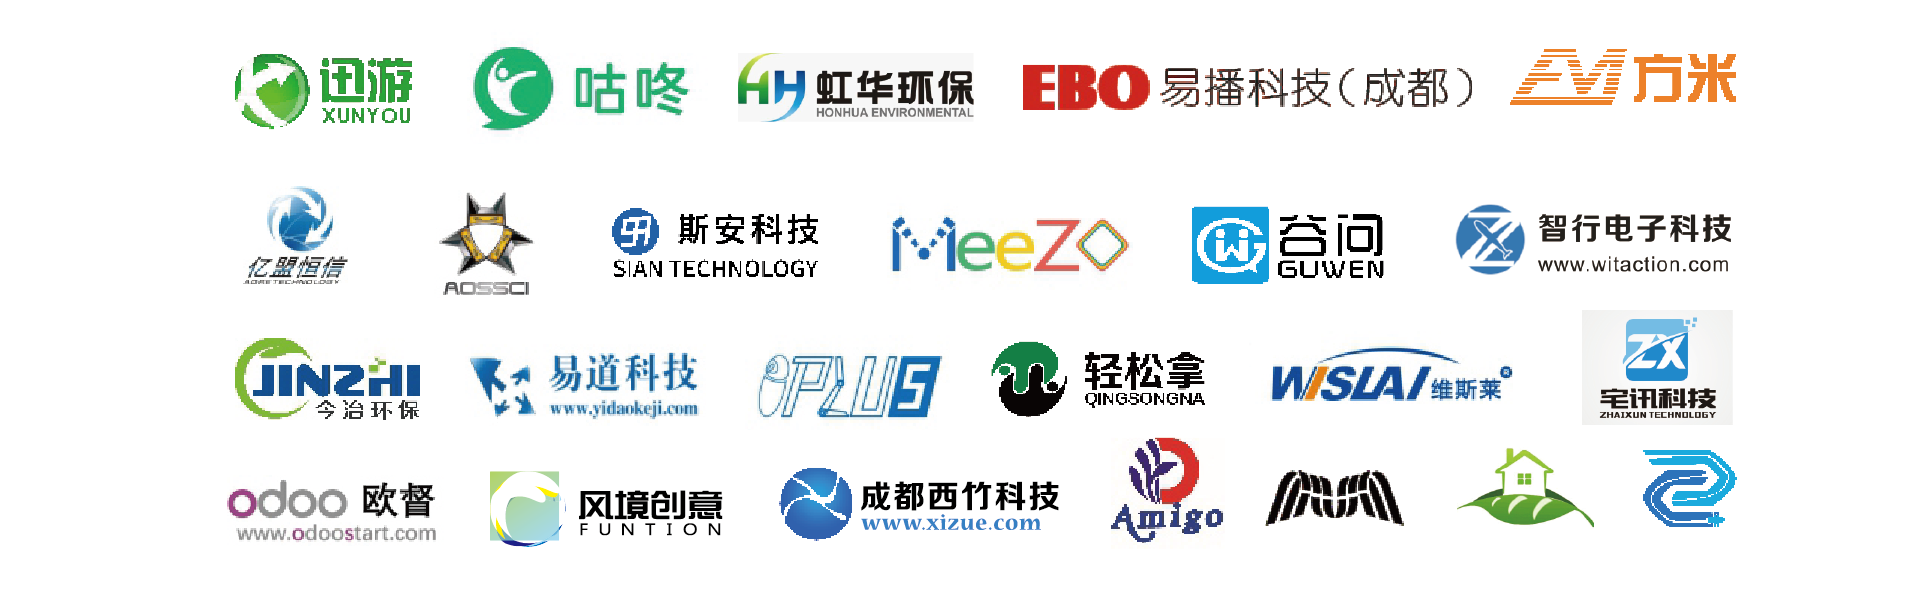 迅游
XUNYOU
咕咚
虹华环保
HONHUA ENVIRONMENTAL
EBO 易播科技（成都）
方米
亿盟恒信
AOSSCI
斯安科技
SIAN TECHNOLOGY
MeeZO
谷问
GUWEN
智行电子科技
www.witaction.com
JINZHI
今治环保
易道科技
www.yidaokeji.com
PLUS
轻松拿
QINGSONGNA
WISLAI 维斯莱®
ZX
宅讯科技
ZHAIXUN TECHNOLOGY
odoo 欧督
www.odoostart.com
风境创意
FUNTION
成都西竹科技
www.xizue.com
Amigo